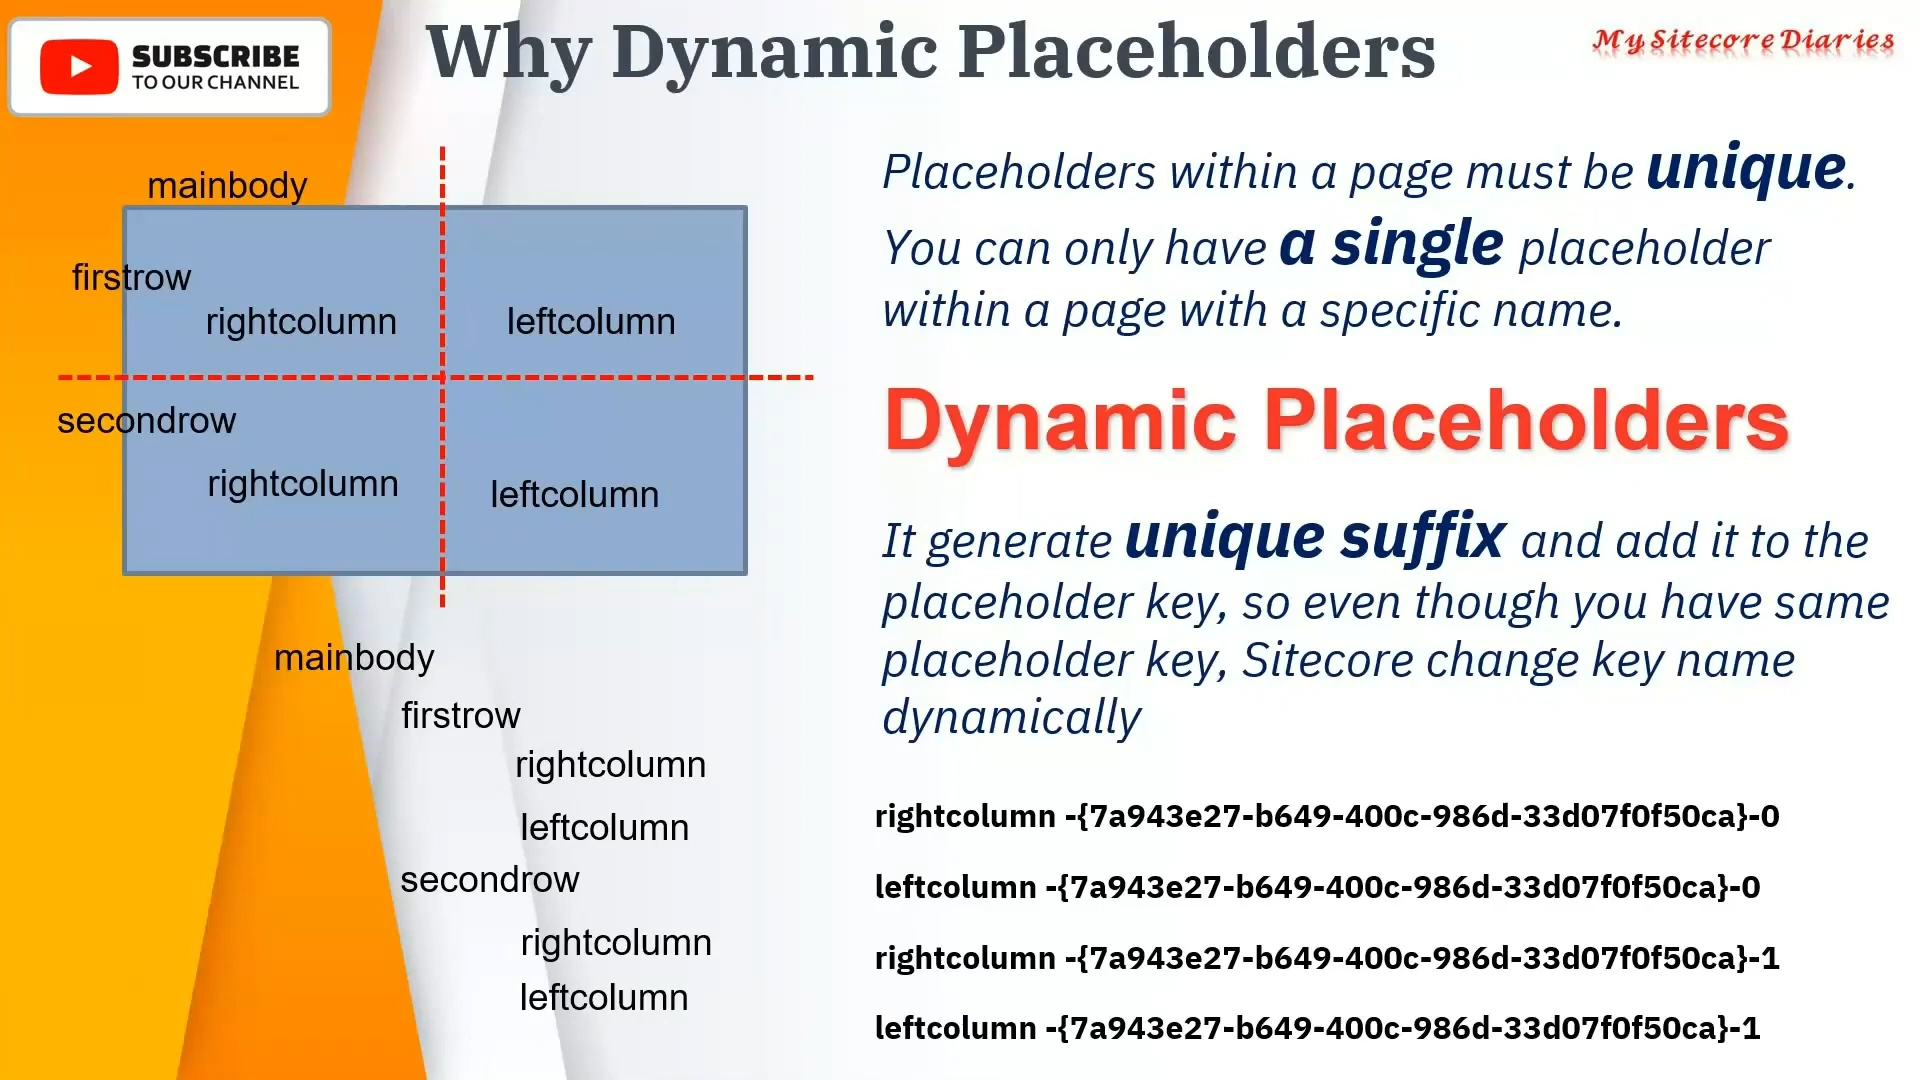 SUBSCRIBE
TO OUR CHANNEL
Why Dynamic Placeholders
My Sitecore Diaries
mainbody
firstrow
rightcolumn
leftcolumn
secondrow
rightcolumn
leftcolumn
mainbody
firstrow
rightcolumn
leftcolumn
secondrow
rightcolumn
leftcolumn
Placeholders within a page must be unique.
You can only have a single placeholder
within a page with a specific name.
Dynamic Placeholders
It generate unique suffix and add it to the
placeholder key, so even though you have same
placeholder key, Sitecore change key name
dynamically
rightcolumn -{7a943e27-b649-400c-986d-33d07f0f50ca}-0
leftcolumn -{7a943e27-b649-400c-986d-33d07f0f50ca}-0
rightcolumn -{7a943e27-b649-400c-986d-33d07f0f50ca}-1
leftcolumn -{7a943e27-b649-400c-986d-33d07f0f50ca}-1